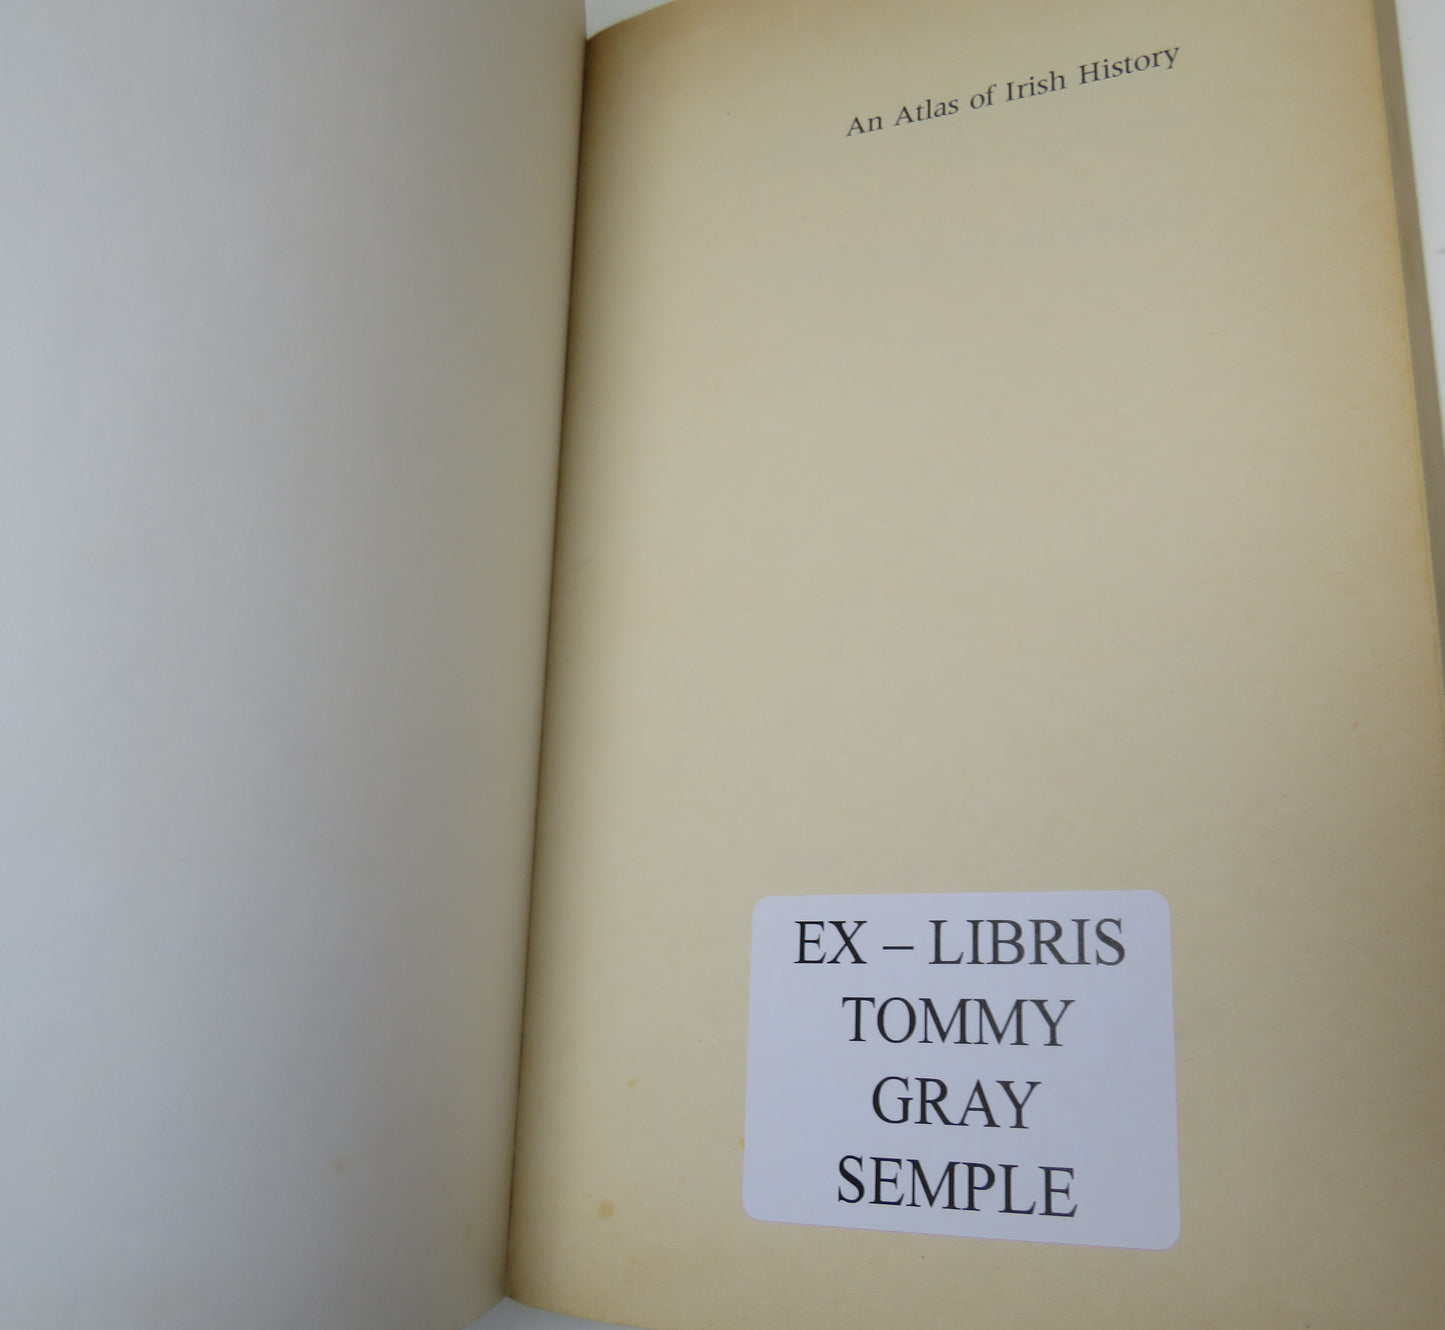 An Atlas of Irish History
EX – LIBRIS
TOMMY
GRAY
SEMPLE